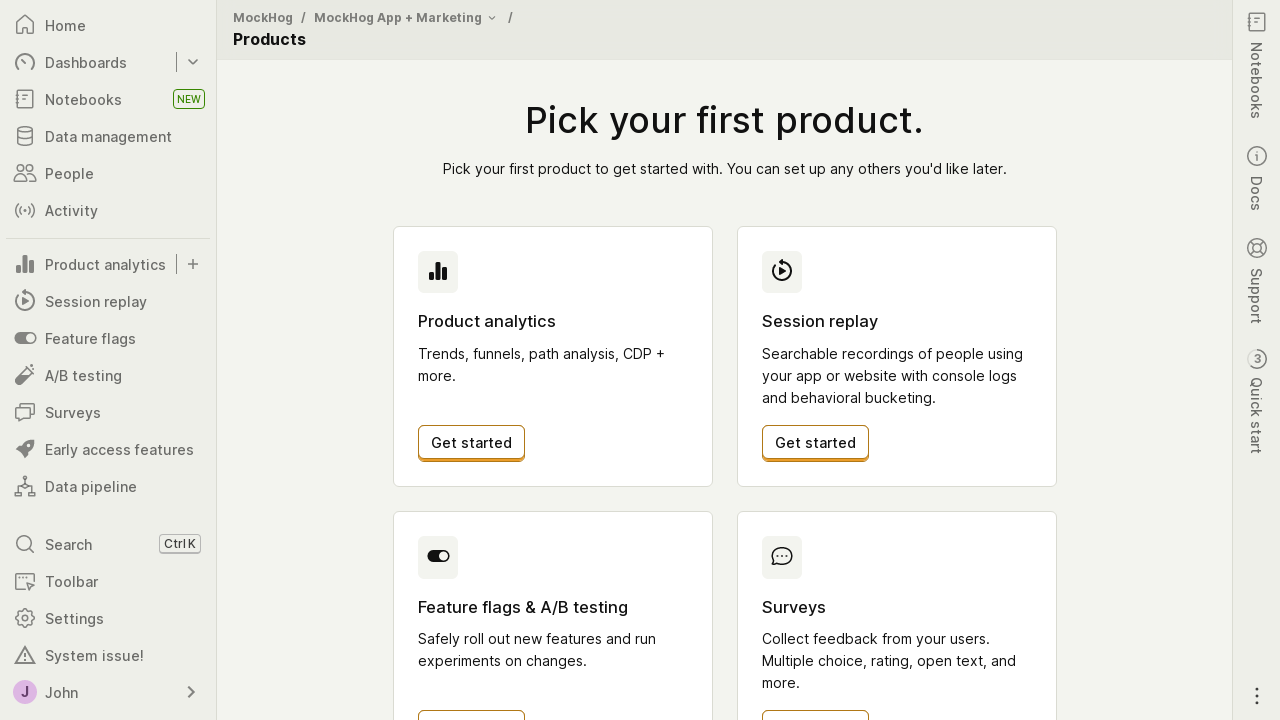 Home
Dashboards
Notebooks NEW
Data management
People
Activity
Product analytics
Session replay
Feature flags
A/B testing
Surveys
Early access features
Data pipeline
Search Ctrl K
Toolbar
Settings
System issue!
J John
MockHog / MockHog App + Marketing /
Products
Pick your first product.
Pick your first product to get started with. You can set up any others you'd like later.
Product analytics
Trends, funnels, path analysis, CDP +
more.
Get started
Session replay
Searchable recordings of people using
your app or website with console logs
and behavioral bucketing.
Get started
Feature flags & A/B testing
Safely roll out new features and run
experiments on changes.
Surveys
Collect feedback from your users.
Multiple choice, rating, open text, and
more.
Notebooks
Docs
Support
3 Quick start